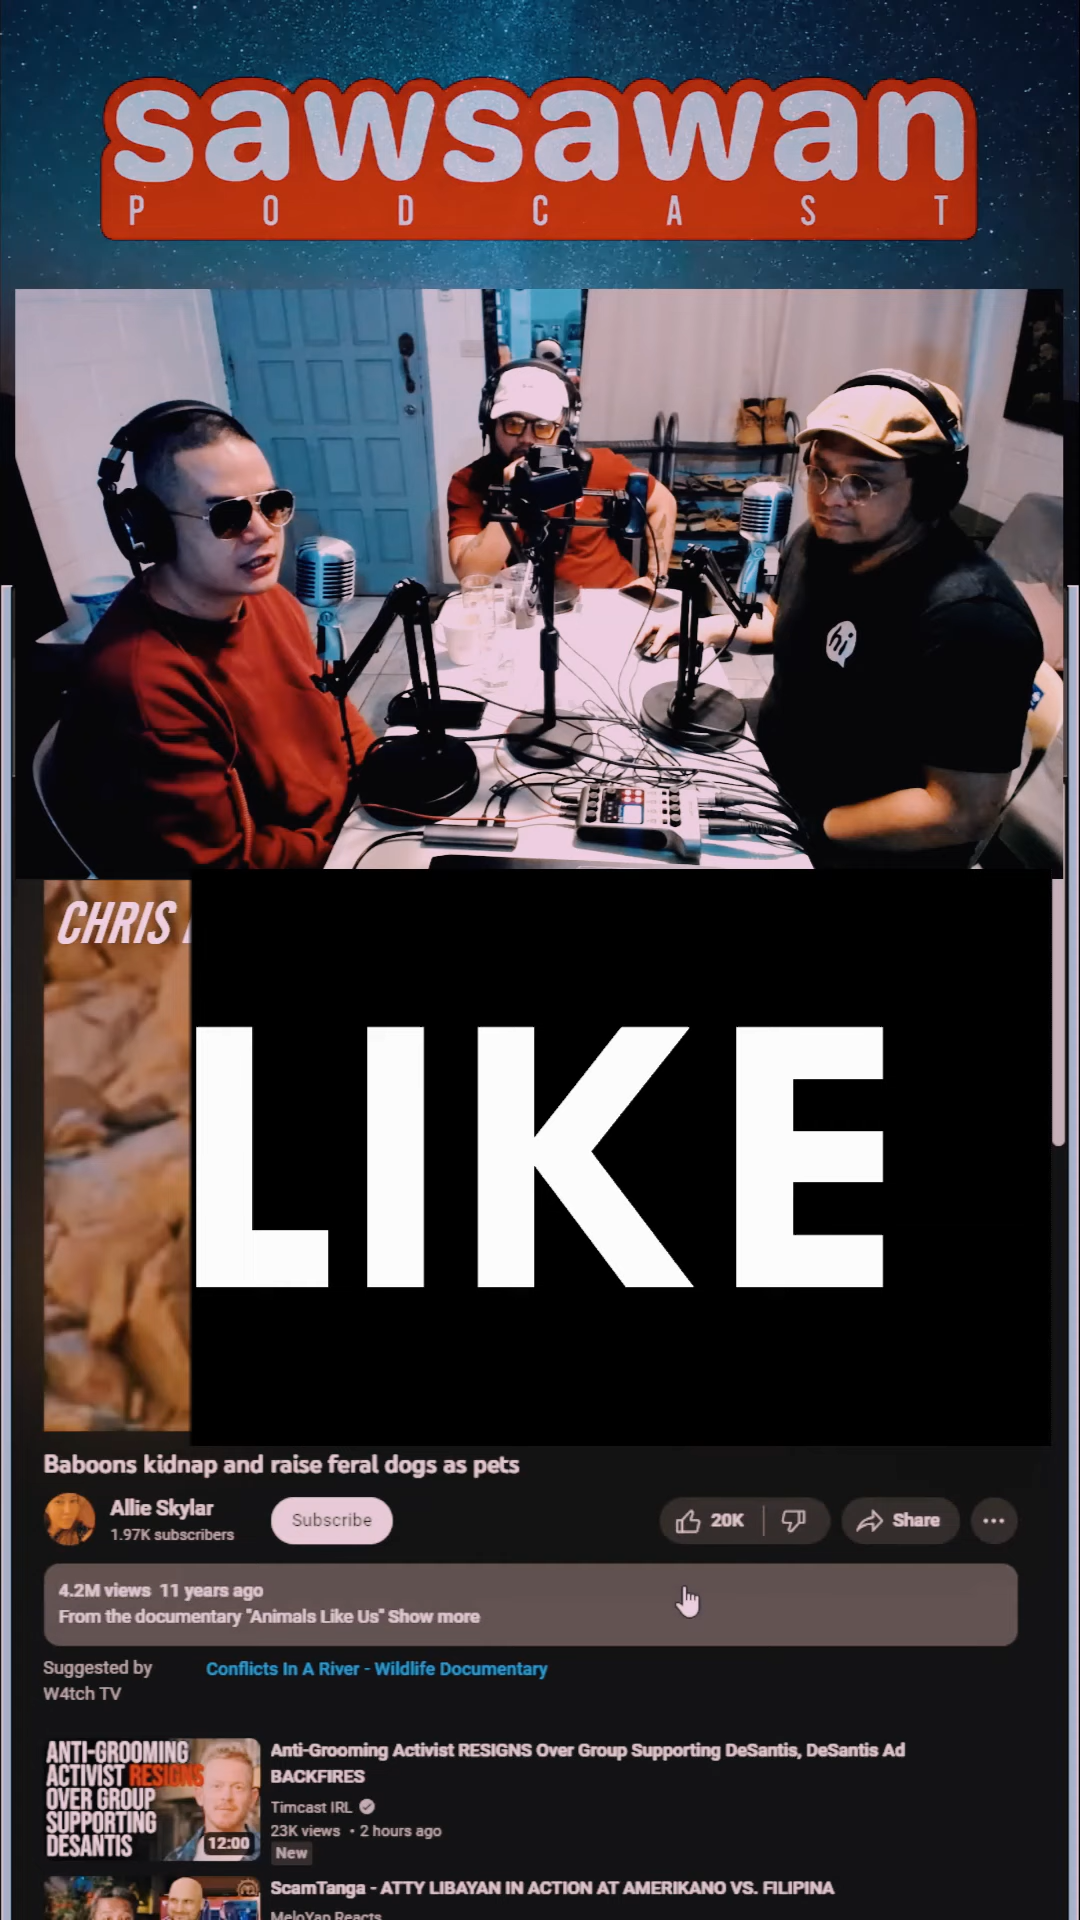 sawsawan
PODCAST
hi
CHRIS
LIKE
Baboons kidnap and raise feral dogs as pets
Allie Skylar
1.97K subscribers
Subscribe
20K
Share
4.2M views 11 years ago
From the documentary "Animals Like Us" Show more
Suggested by
W4tch TV
Conflicts In A River - Wildlife Documentary
ANTI-GROOMING
ACTIVIST RESIGNS
OVER GROUP
SUPPORTING
DESANTIS
12:00
Anti-Grooming Activist RESIGNS Over Group Supporting DeSantis, DeSantis Ad
BACKFIRES
Timcast IRL
23K views • 2 hours ago
New
ScamTanga - ATTY LIBAYAN IN ACTION AT AMERIKANO VS. FILIPINA
MeloYap Reacts